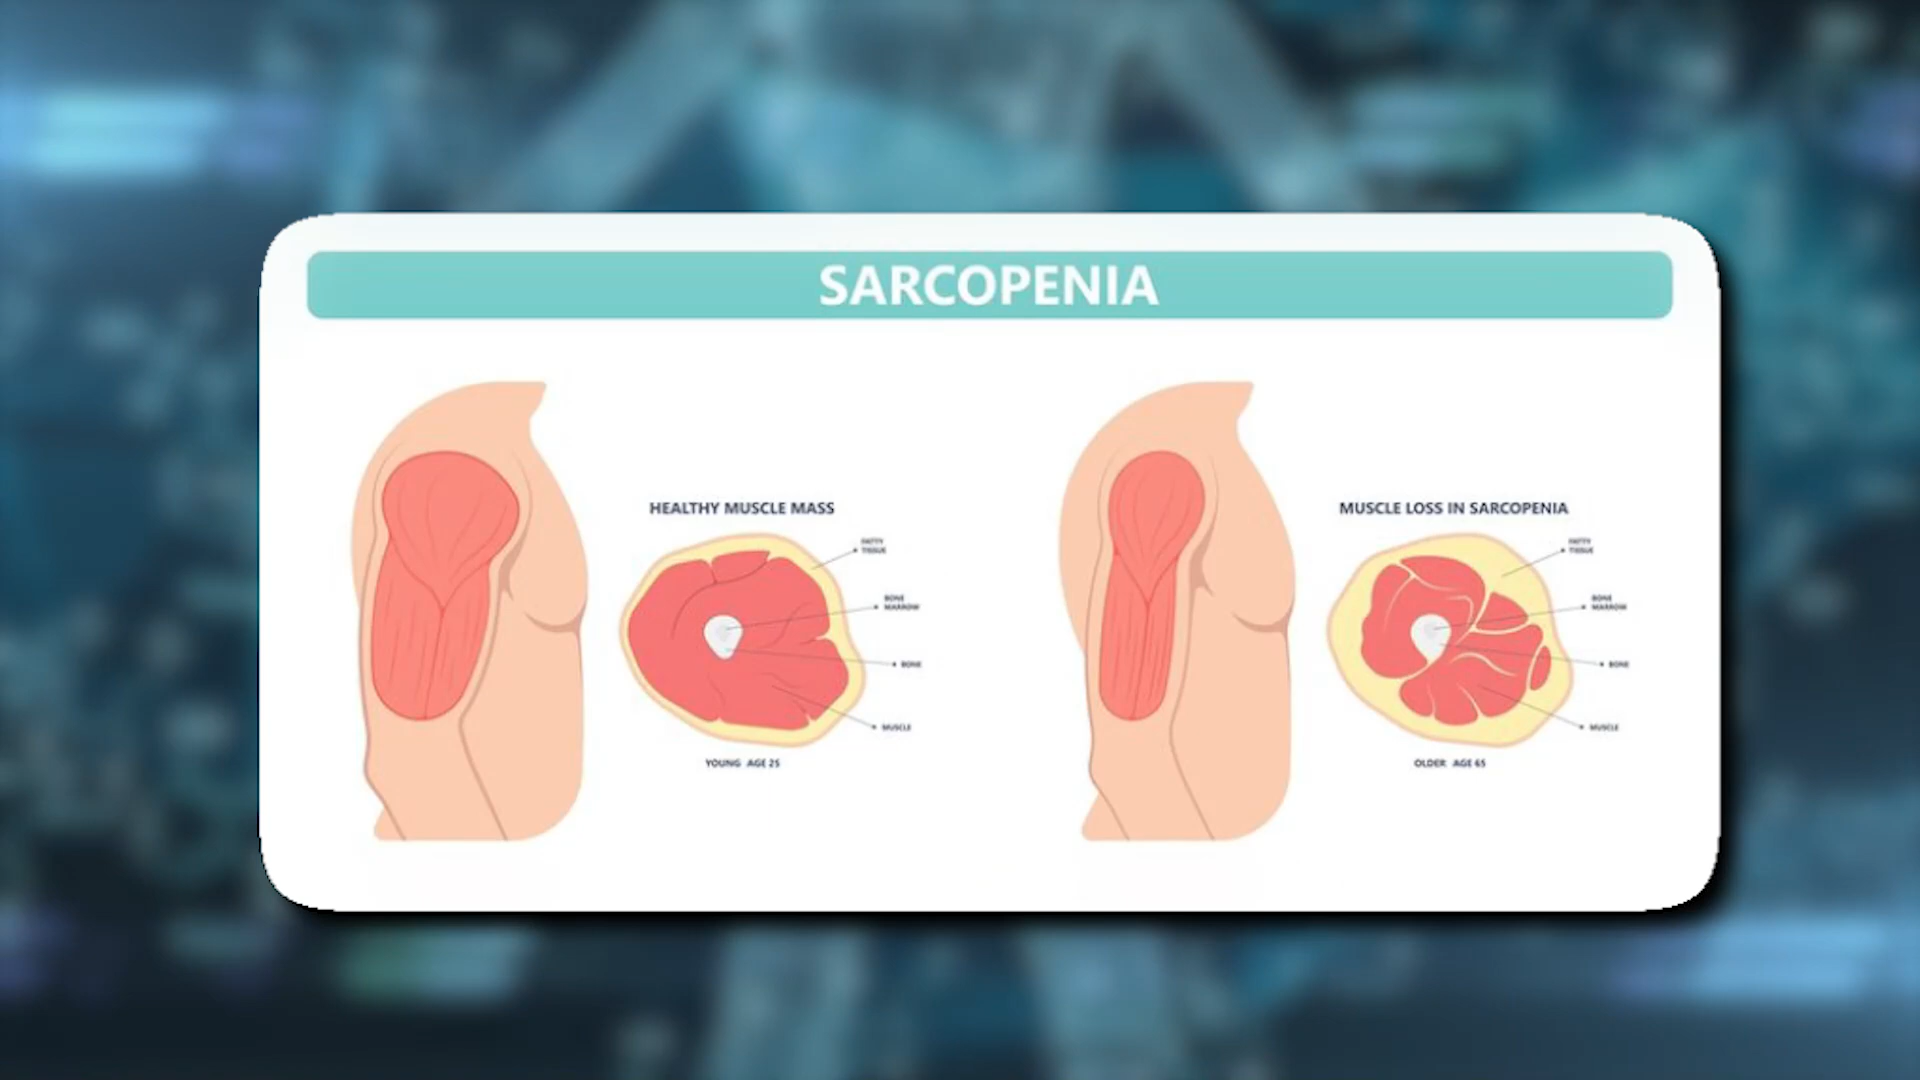 SARCOPENIA
HEALTHY MUSCLE MASS
FATTY
TISSUE
BONE
MARROW
BONE
MUSCLE
YOUNG AGE 25
MUSCLE LOSS IN SARCOPENIA
FATTY
TISSUE
BONE
MARROW
BONE
MUSCLE
OLDER AGE 65